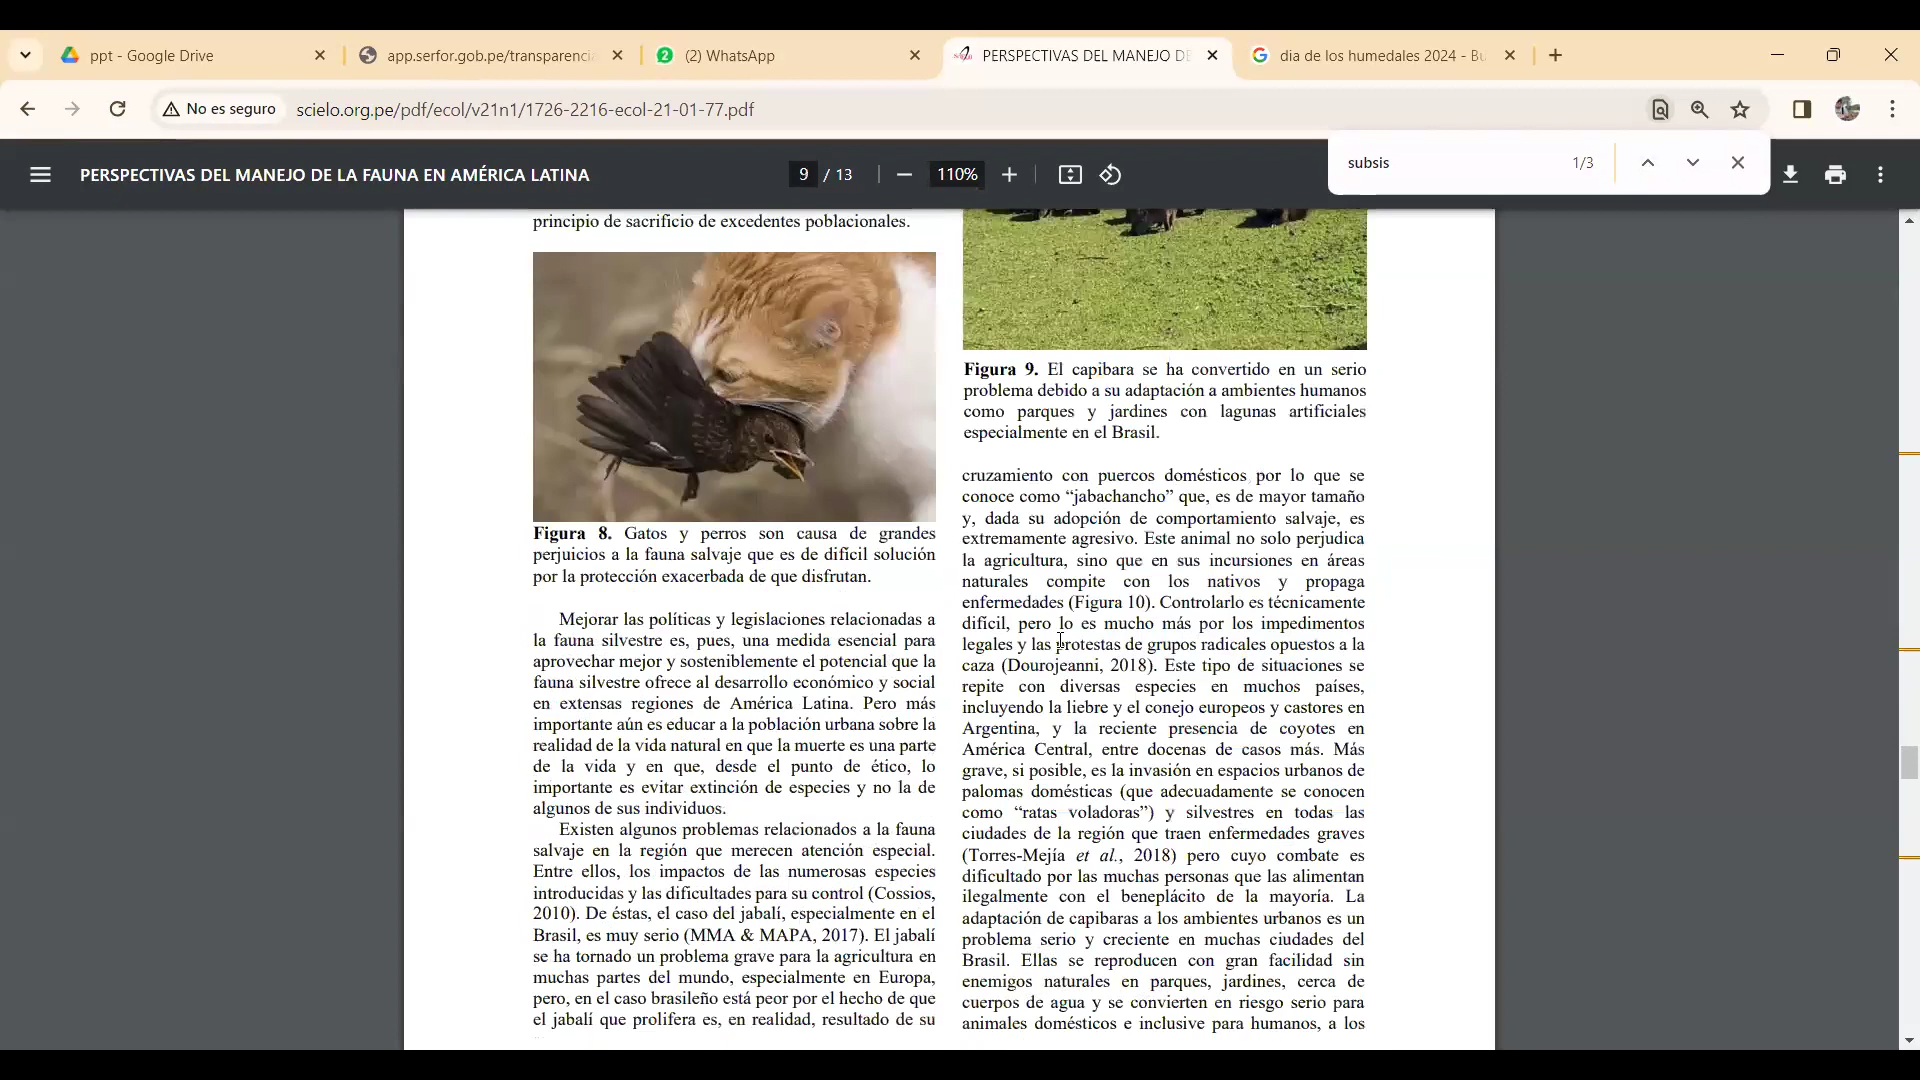 ppt - Google Drive
app.serfor.gob.pe/transparencia
(2) WhatsApp
PERSPECTIVAS DEL MANEJO DE
dia de los humedales 2024 - Bu
No es seguro
scielo.org.pe/pdf/ecol/v21n1/1726-2216-ecol-21-01-77.pdf
PERSPECTIVAS DEL MANEJO DE LA FAUNA EN AMÉRICA LATINA
9 / 13
110%
subsis
1/3
principio de sacrificio de excedentes poblacionales.
Figura 8. Gatos y perros son causa de grandes
perjuicios a la fauna salvaje que es de difícil solución
por la protección exacerbada de que disfrutan.
Mejorar las políticas y legislaciones relacionadas a
la fauna silvestre es, pues, una medida esencial para
aprovechar mejor y sosteniblemente el potencial que la
fauna silvestre ofrece al desarrollo económico y social
en extensas regiones de América Latina. Pero más
importante aún es educar a la población urbana sobre la
realidad de la vida natural en que la muerte es una parte
de la vida y en que, desde el punto de ético, lo
importante es evitar extinción de especies y no la de
algunos de sus individuos.
Existen algunos problemas relacionados a la fauna
salvaje en la región que merecen atención especial.
Entre ellos, los impactos de las numerosas especies
introducidas y las dificultades para su control (Cossios,
2010). De éstas, el caso del jabalí, especialmente en el
Brasil, es muy serio (MMA & MAPA, 2017). El jabalí
se ha tornado un problema grave para la agricultura en
muchas partes del mundo, especialmente en Europa,
pero, en el caso brasileño está peor por el hecho de que
el jabalí que prolifera es, en realidad, resultado de su
Figura 9. El capibara se ha convertido en un serio
problema debido a su adaptación a ambientes humanos
como parques y jardines con lagunas artificiales
especialmente en el Brasil.
cruzamiento con puercos domésticos por lo que se
conoce como “jabachancho” que, es de mayor tamaño
y, dada su adopción de comportamiento salvaje, es
extremamente agresivo. Este animal no solo perjudica
la agricultura, sino que en sus incursiones en áreas
naturales compite con los nativos y propaga
enfermedades (Figura 10). Controlarlo es técnicamente
difícil, pero lo es mucho más por los impedimentos
legales y las protestas de grupos radicales opuestos a la
caza (Dourojeanni, 2018). Este tipo de situaciones se
repite con diversas especies en muchos países,
incluyendo la liebre y el conejo europeos y castores en
Argentina, y la reciente presencia de coyotes en
América Central, entre docenas de casos más. Más
grave, si posible, es la invasión en espacios urbanos de
palomas domésticas (que adecuadamente se conocen
como “ratas voladoras”) y silvestres en todas las
ciudades de la región que traen enfermedades graves
(Torres-Mejía et al., 2018) pero cuyo combate es
dificultado por las muchas personas que las alimentan
ilegalmente con el beneplácito de la mayoría. La
adaptación de capibaras a los ambientes urbanos es un
problema serio y creciente en muchas ciudades del
Brasil. Ellas se reproducen con gran facilidad sin
enemigos naturales en parques, jardines, cerca de
cuerpos de agua y se convierten en riesgo serio para
animales domésticos e inclusive para humanos, a los